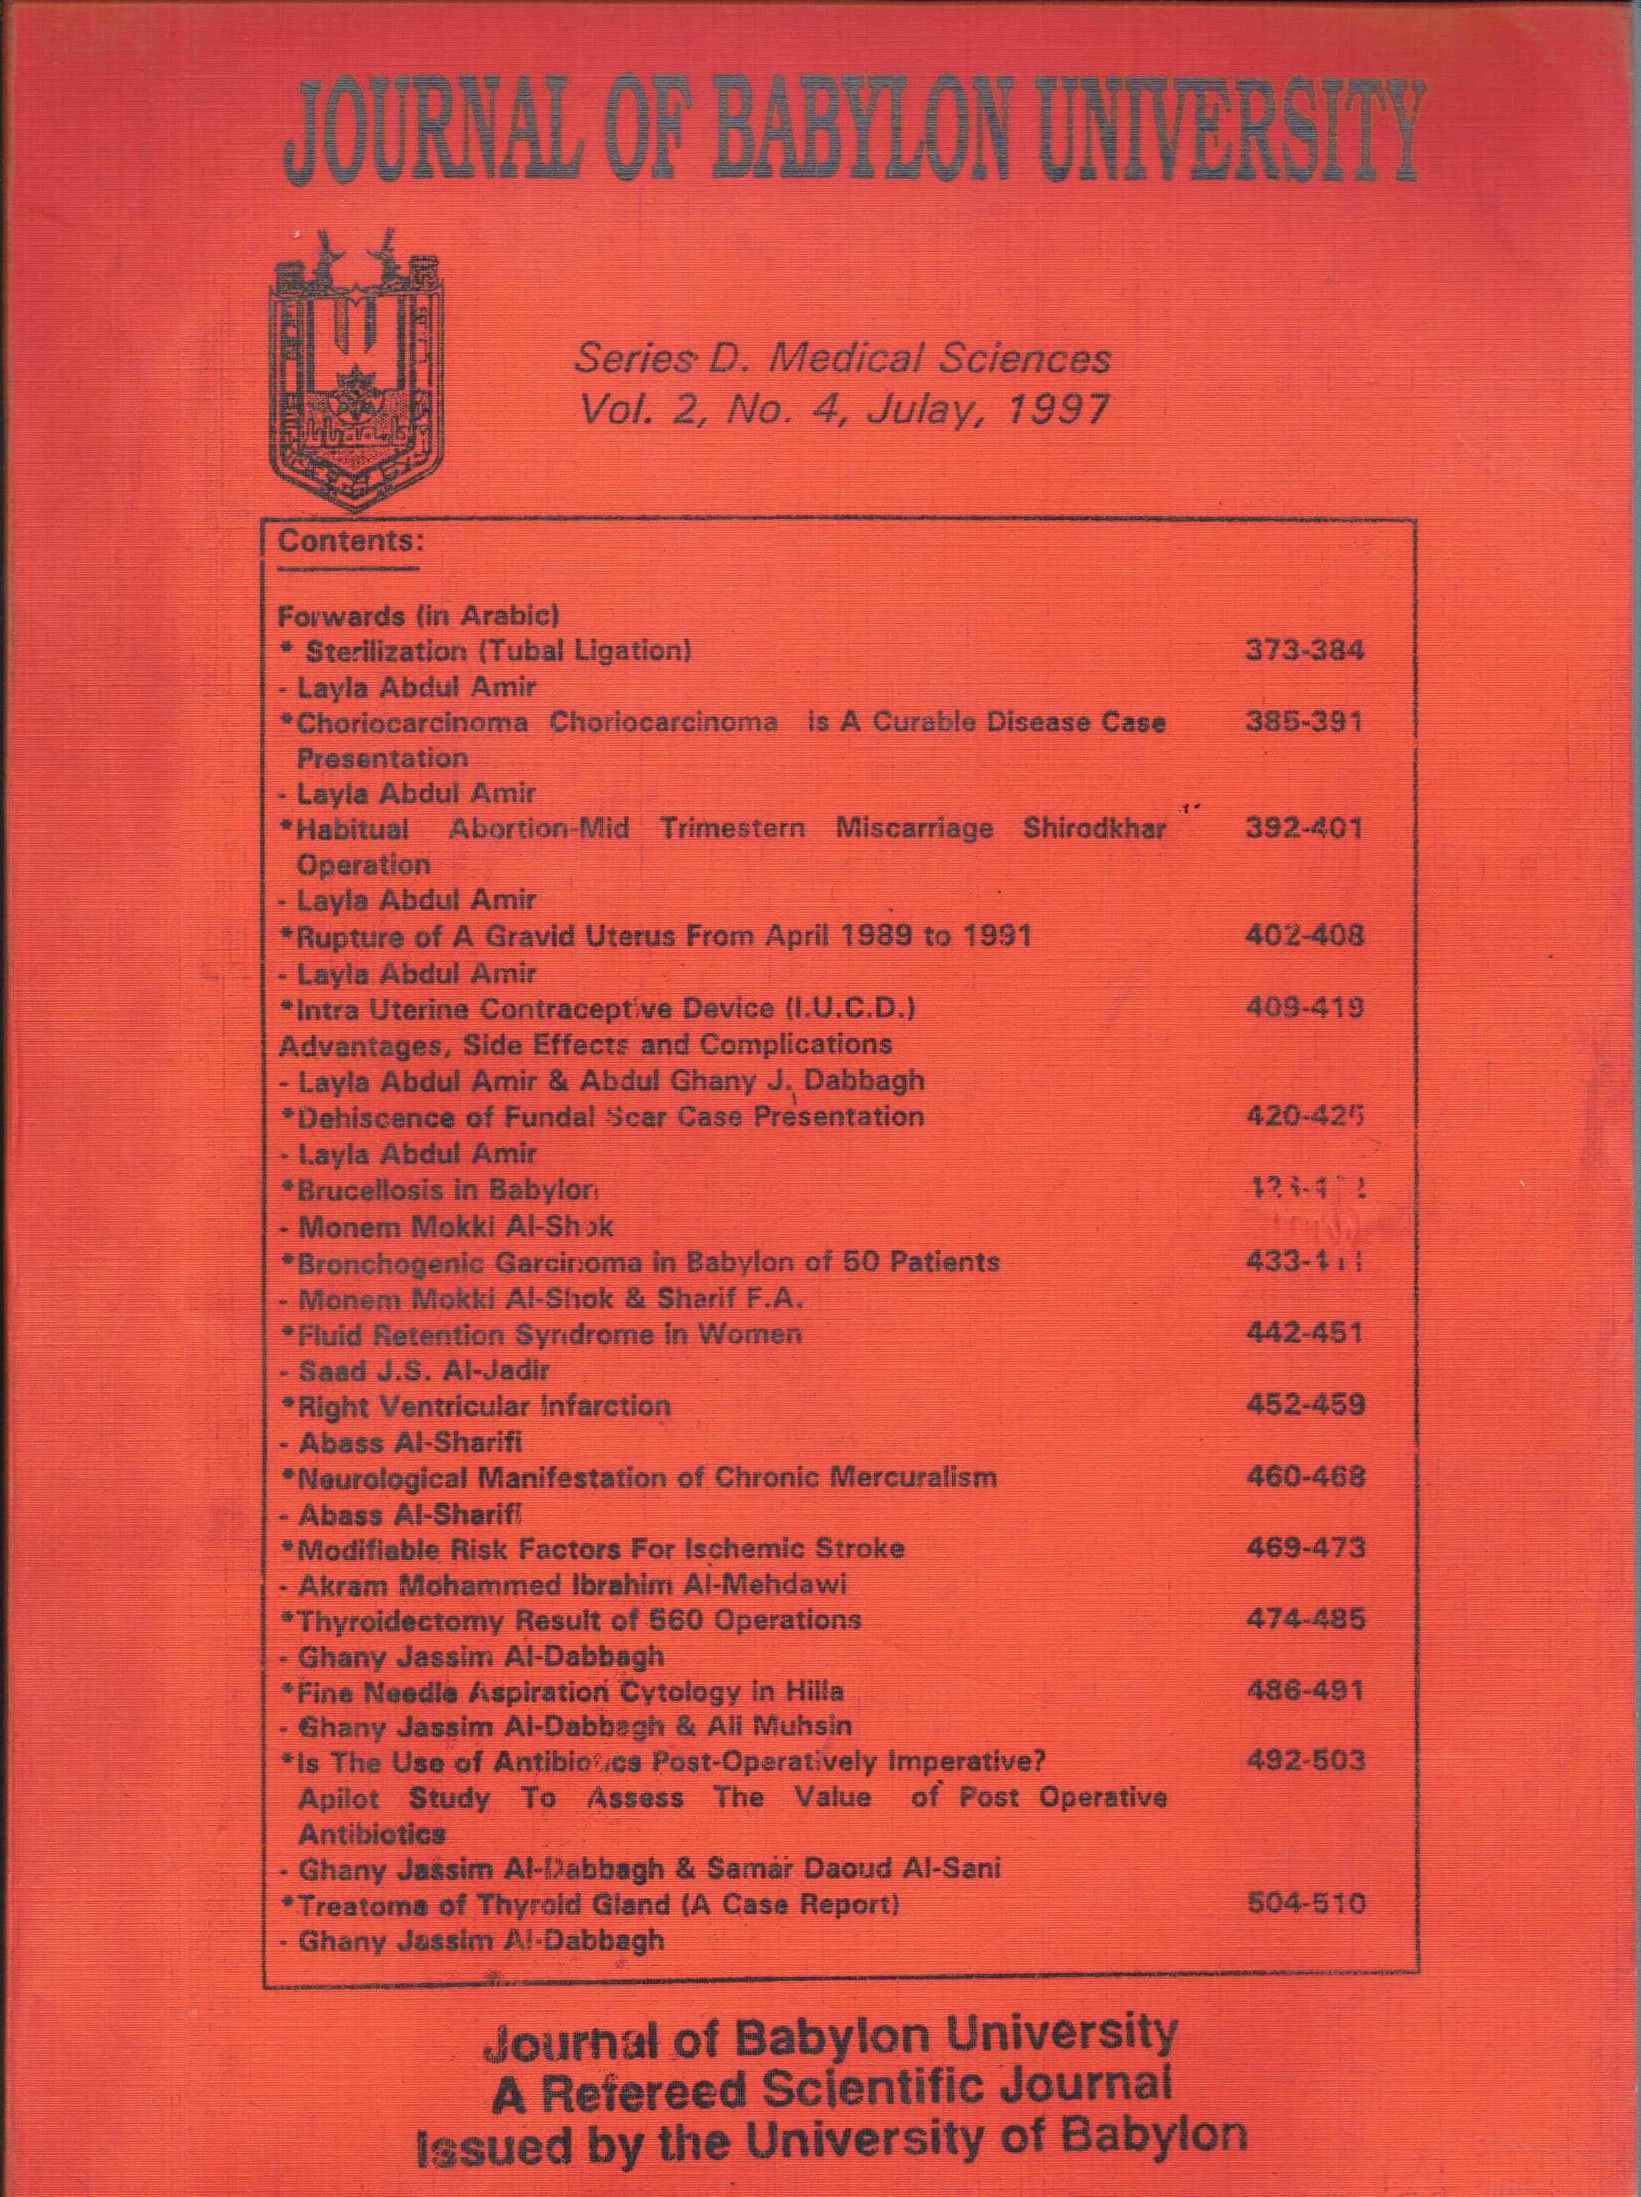 JOURNAL OF BABYLON UNIVERSITY
Series D. Medical Sciences
Vol. 2, No. 4, Julay, 1997
Contents:
Forwards (in Arabic)
* Sterilization (Tubal Ligation) 373-384
- Layla Abdul Amir
*Choriocarcinoma Choriocarcinoma is A Curable Disease Case 385-391
Presentation
- Layla Abdul Amir
*Habitual Abortion-Mid Trimestern Miscarriage Shirodkhar 392-401
Operation
- Layla Abdul Amir
*Rupture of A Gravid Uterus From April 1989 to 1991 402-408
- Layla Abdul Amir
*Intra Uterine Contraceptive Device (I.U.C.D.) 409-419
Advantages, Side Effects and Complications
- Layla Abdul Amir & Abdul Ghany J. Dabbagh
*Dehiscence of Fundal Scar Case Presentation
- Layla Abdul Amir
*Brucellosis in Babylon
- Monem Mokki Al-Shok
*Bronchogenic Garcinoma in Babylon of 50 Patients
- Monem Mokki Al-Shok & Sharif F.A.
*Fluid Retention Syndrome in Women 442-451
- Saad J.S. Al-Jadir
*Right Ventricular Infarction 452-459
- Abass Al-Sharifi
*Neurological Manifestation of Chronic Mercuralism 460-468
- Abass Al-Sharifi
*Modifiable Risk Factors For Ischemic Stroke 469-473
- Akram Mohammed Ibrahim Al-Mehdawi
*Thyroidectomy Result of 560 Operations 474-485
- Ghany Jassim Al-Dabbagh
*Fine Needle Aspiration Cytology in Hilla 486-491
- Ghany Jassim Al-Dabbagh & Ali Muhsin
*Is The Use of Antibiotics Post-Operatively Imperative? 492-503
Apilot Study To Assess The Value of Post Operative
Antibiotics
- Ghany Jassim Al-Dabbagh & Samar Daoud Al-Sani
*Treatoma of Thyroid Gland (A Case Report) 504-510
- Ghany Jassim Al-Dabbagh
Journal of Babylon University
A Refereed Scientific Journal
Issued by the University of Babylon